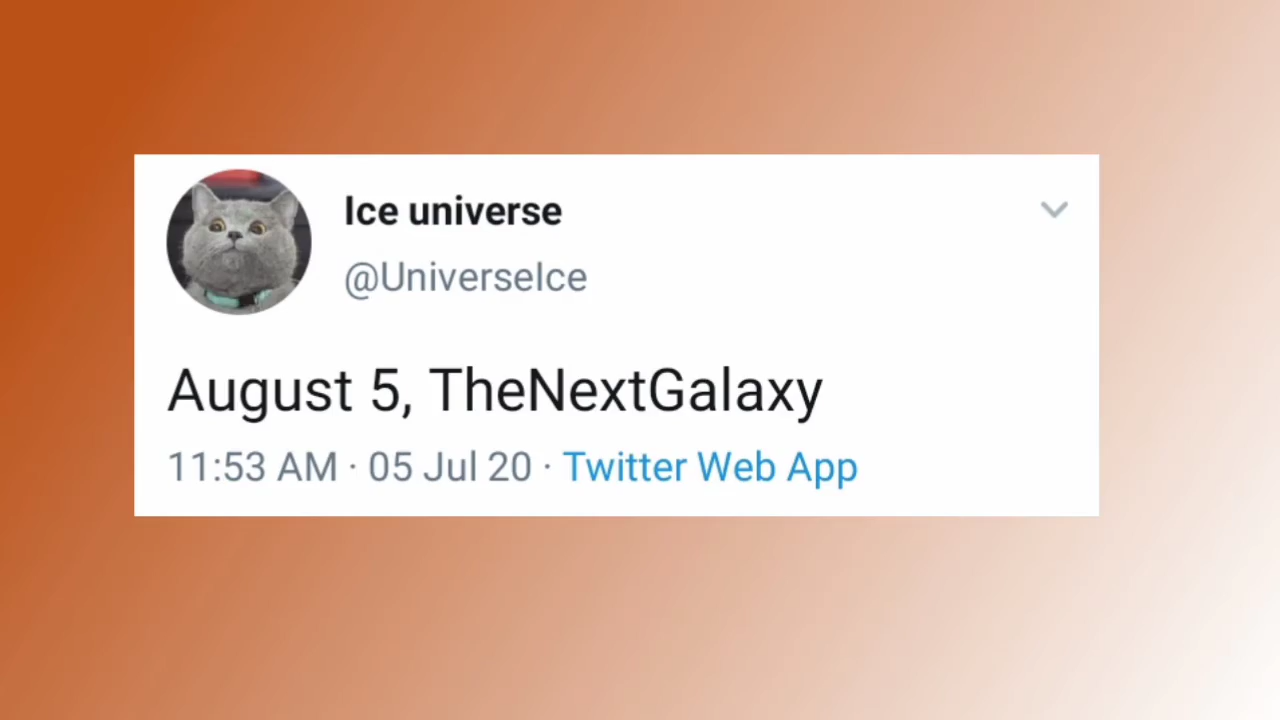 Ice universe
@UniverseIce
August 5, TheNextGalaxy
11:53 AM · 05 Jul 20 · Twitter Web App